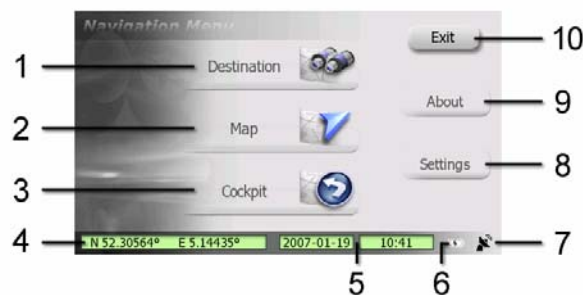 Navigation Menu
Exit
10
1
Destination
About
9
2
Map
Settings
8
3
Cockpit
4
N 52.30564° E 5.14435°
2007-01-19
10:41
7
5
6